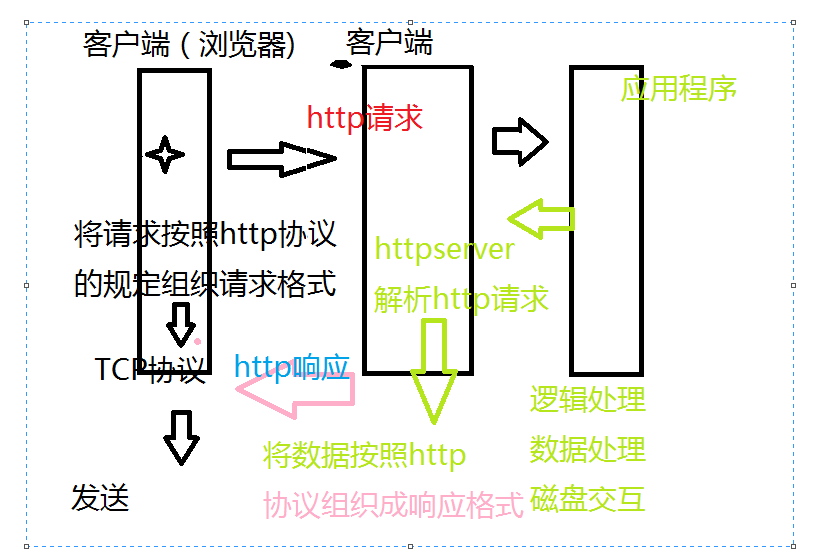 客户端（浏览器)
客户端
应用程序
http请求
将请求按照http协议
的规定组织请求格式
httpserver
解析http请求
TCP协议
http响应
逻辑处理
数据处理
磁盘交互
将数据按照http
协议组织成响应格式
发送